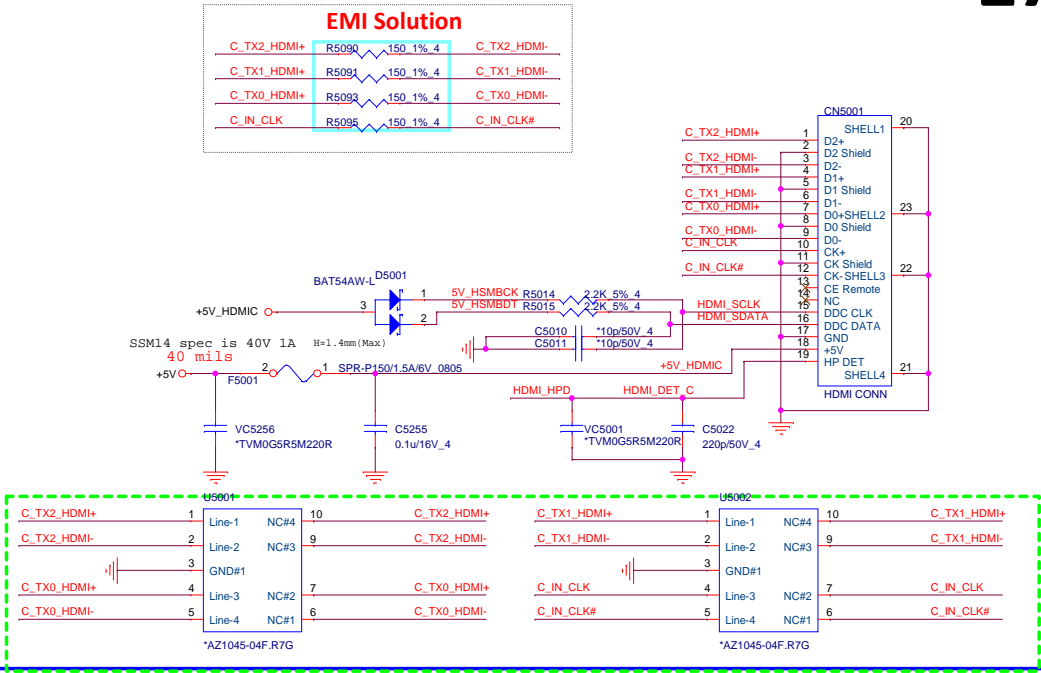 EMI Solution
C_TX2_HDMI+ R5090 150_1%_4 C_TX2_HDMI-
C_TX1_HDMI+ R5091 150_1%_4 C_TX1_HDMI-
C_TX0_HDMI+ R5093 150_1%_4 C_TX0_HDMI-
C_IN_CLK R5095 150_1%_4 C_IN_CLK#
CN5001
SHELL1 20
C_TX2_HDMI+ 1 D2+
2 D2 Shield
C_TX2_HDMI- 3 D2-
C_TX1_HDMI+ 4 D1+
5 D1 Shield
C_TX1_HDMI- 6 D1-
C_TX0_HDMI+ 7 D0+ SHELL2 23
8 D0 Shield
C_TX0_HDMI- 9 D0-
C_IN_CLK 10 CK+
11 CK Shield
C_IN_CLK# 12 CK- SHELL3 22
13 CE Remote
14 NC
HDMI_SCLK 15 DDC CLK
HDMI_SDATA 16 DDC DATA
17 GND
+5V_HDMIC 18 +5V
19 HP DET
SHELL4 21
HDMI CONN
BAT54AW-L D5001
+5V_HDMIC 3
1 5V_HSMBCK R5014 2.2K_5%_4
2 5V_HSMBDT R5015 2.2K_5%_4
C5010 *10p/50V_4
C5011 *10p/50V_4
SSM14 spec is 40V 1A H=1.4mm(Max)
40 mils
+5V 2 1 SPR-P150/1.5A/6V_0805
F5001
VC5256
*TVM0G5R5M220R
C5255
0.1u/16V_4
HDMI_HPD HDMI_DET_C
VC5001
*TVM0G5R5M220R
C5022
220p/50V_4
U5001
C_TX2_HDMI+ 1 Line-1 NC#4 10 C_TX2_HDMI+
C_TX2_HDMI- 2 Line-2 NC#3 9 C_TX2_HDMI-
3 GND#1
C_TX0_HDMI+ 4 Line-3 NC#2 7 C_TX0_HDMI+
C_TX0_HDMI- 5 Line-4 NC#1 6 C_TX0_HDMI-
*AZ1045-04F.R7G
U5002
C_TX1_HDMI+ 1 Line-1 NC#4 10 C_TX1_HDMI+
C_TX1_HDMI- 2 Line-2 NC#3 9 C_TX1_HDMI-
3 GND#1
C_IN_CLK 4 Line-3 NC#2 7 C_IN_CLK
C_IN_CLK# 5 Line-4 NC#1 6 C_IN_CLK#
*AZ1045-04F.R7G